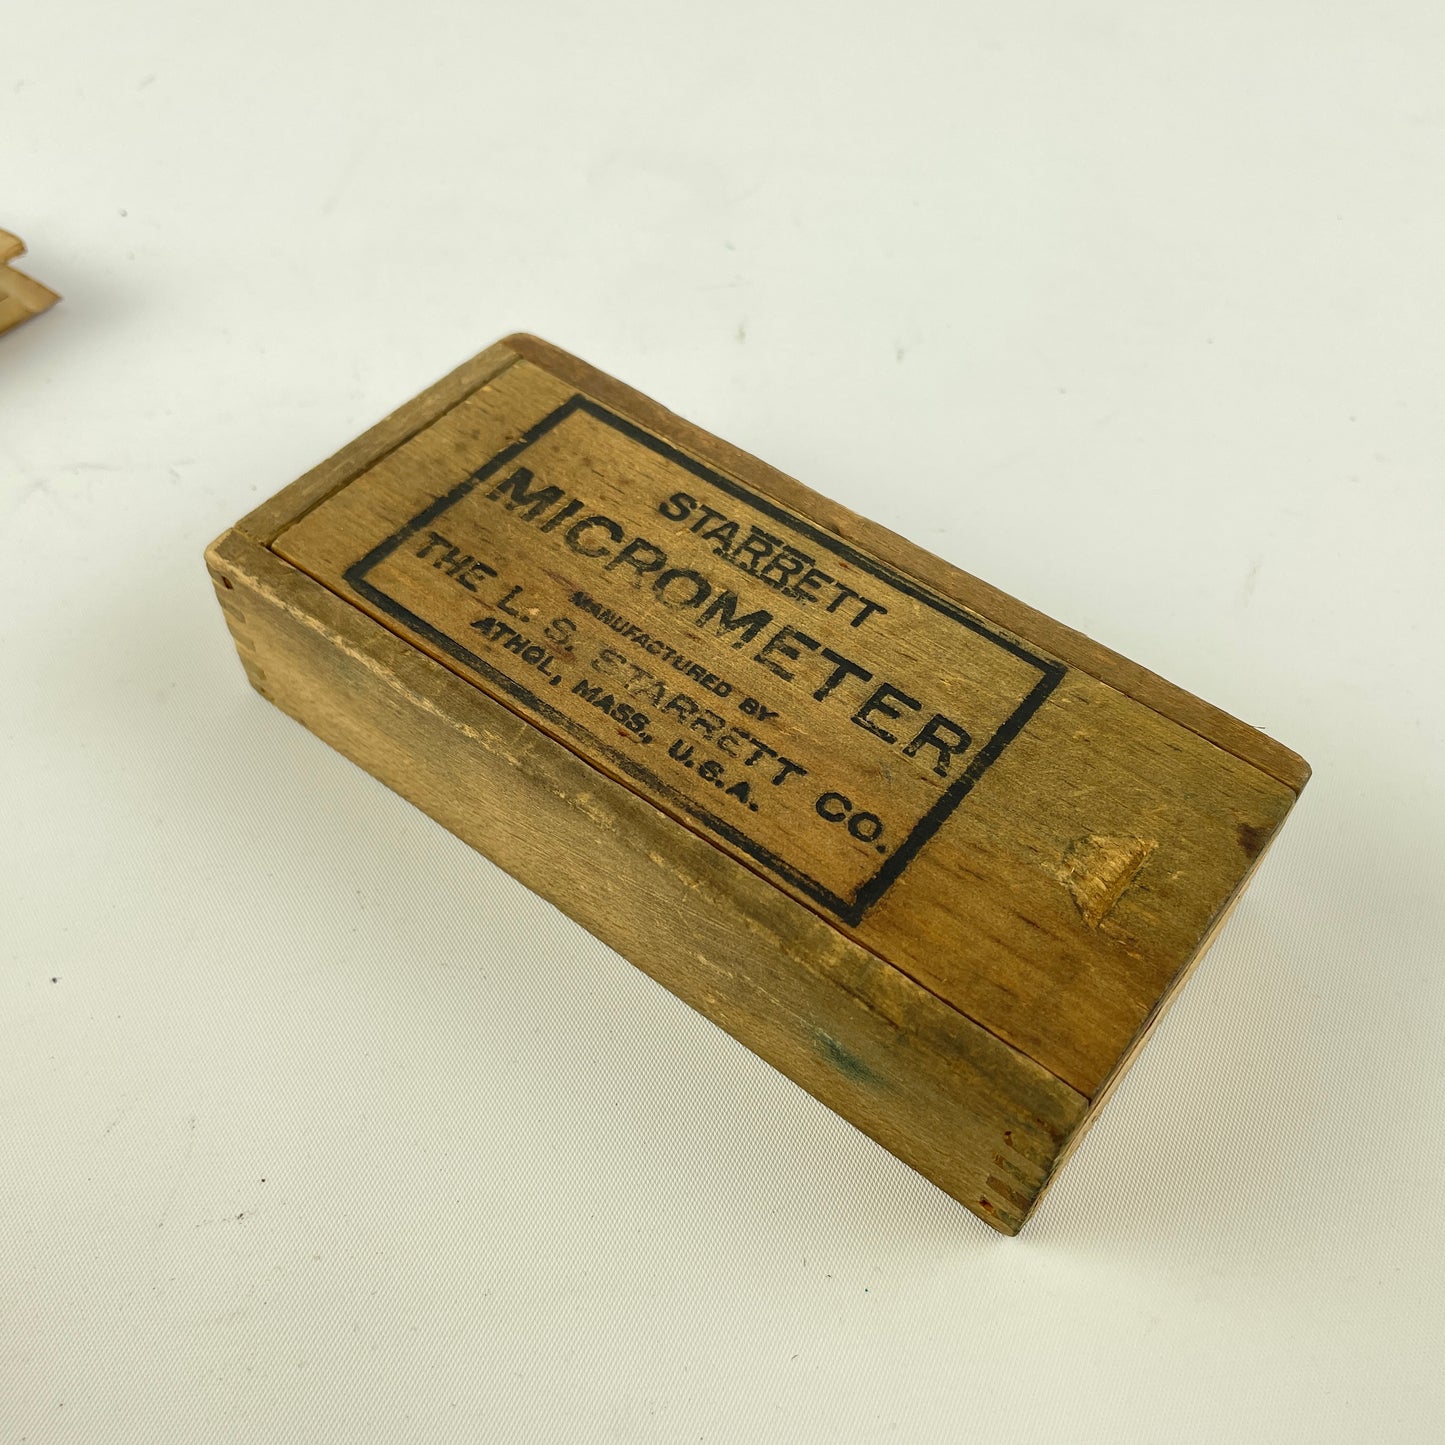 STARRETT
MICROMETER
MANUFACTURED BY
THE L. S. STARRETT CO.
ATHOL, MASS., U.S.A.